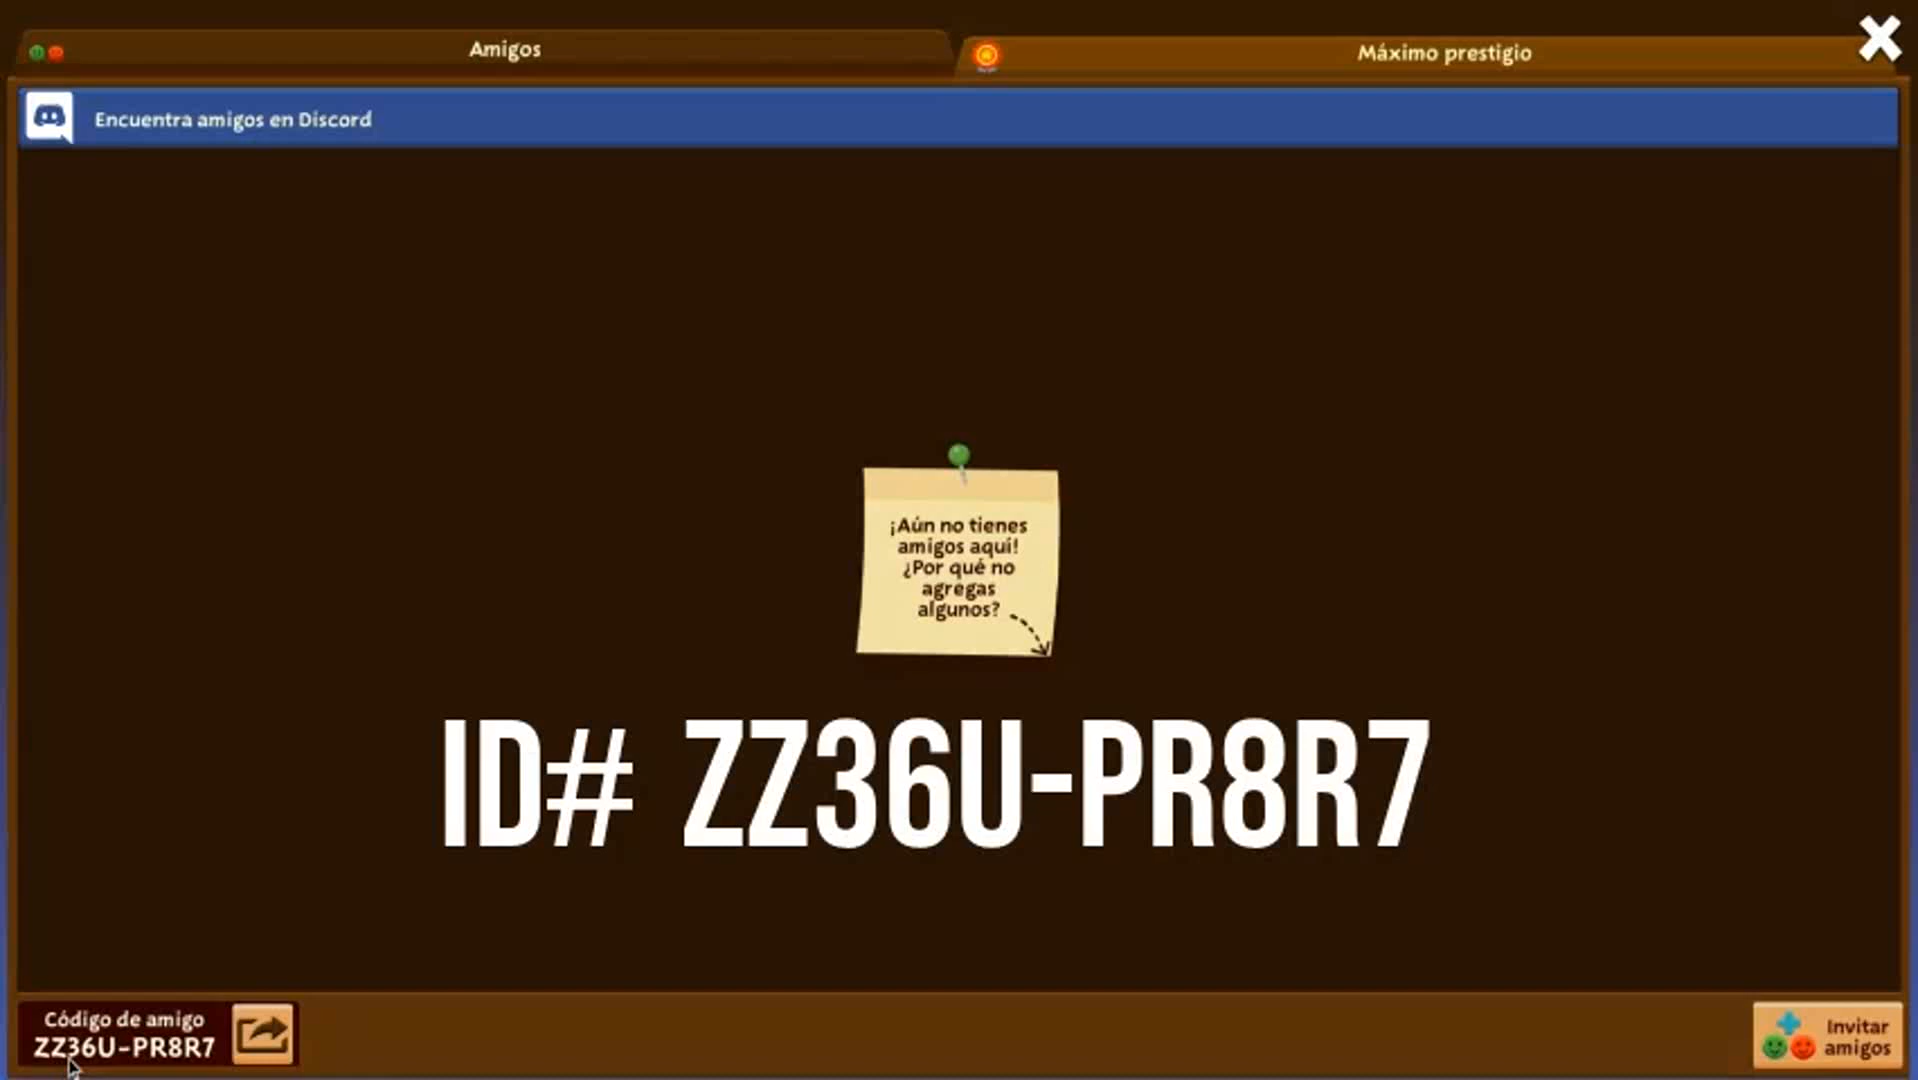 Amigos
Máximo prestigio
Encuentra amigos en Discord
¡Aún no tienes
amigos aquí!
¿Por qué no
agregas
algunos?
ID# ZZ36U-PR8R7
Código de amigo
ZZ36U-PR8R7
Invitar
amigos